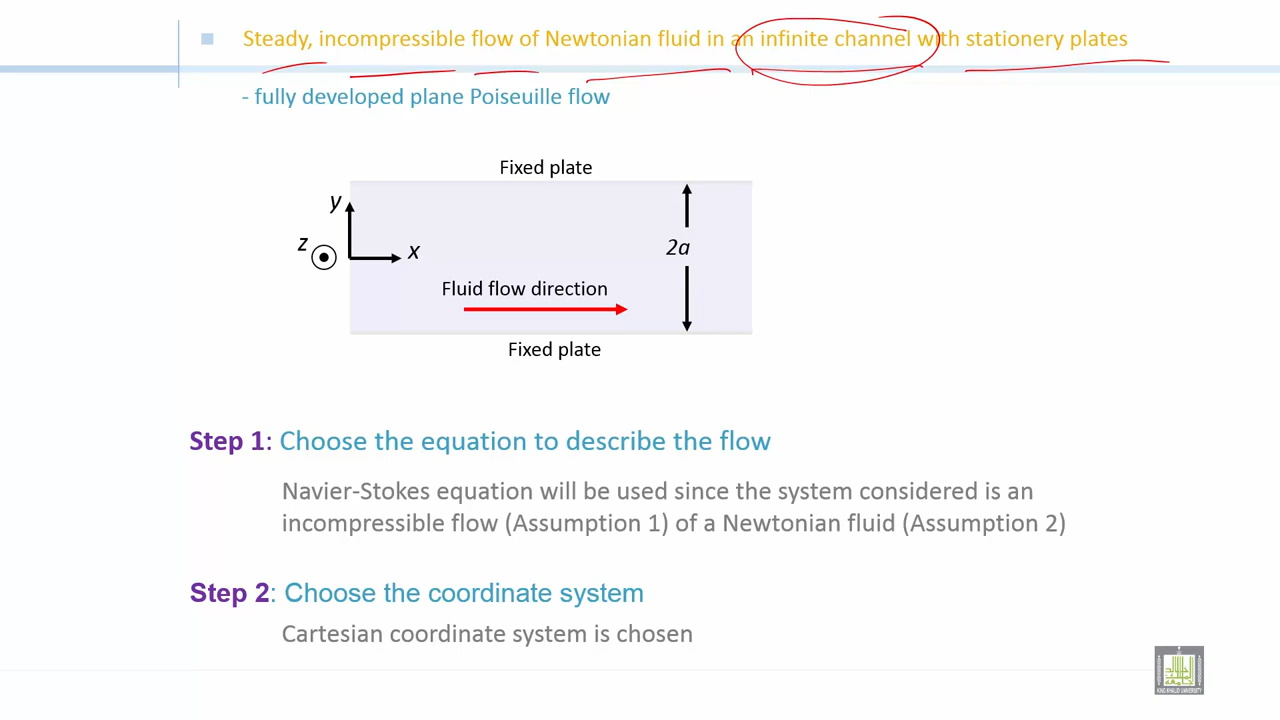 Steady, incompressible flow of Newtonian fluid in an infinite channel with stationery plates
- fully developed plane Poiseuille flow
Fixed plate
y
z
x
2a
Fluid flow direction
Fixed plate
Step 1: Choose the equation to describe the flow
Navier-Stokes equation will be used since the system considered is an
incompressible flow (Assumption 1) of a Newtonian fluid (Assumption 2)
Step 2: Choose the coordinate system
Cartesian coordinate system is chosen
KING KHALID UNIVERSITY